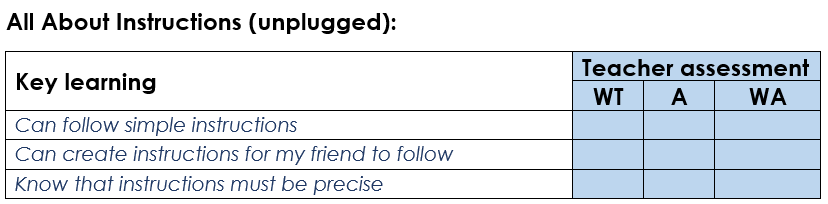 All About Instructions (unplugged):
Key learning
Teacher assessment
WT A WA
Can follow simple instructions
Can create instructions for my friend to follow
Know that instructions must be precise